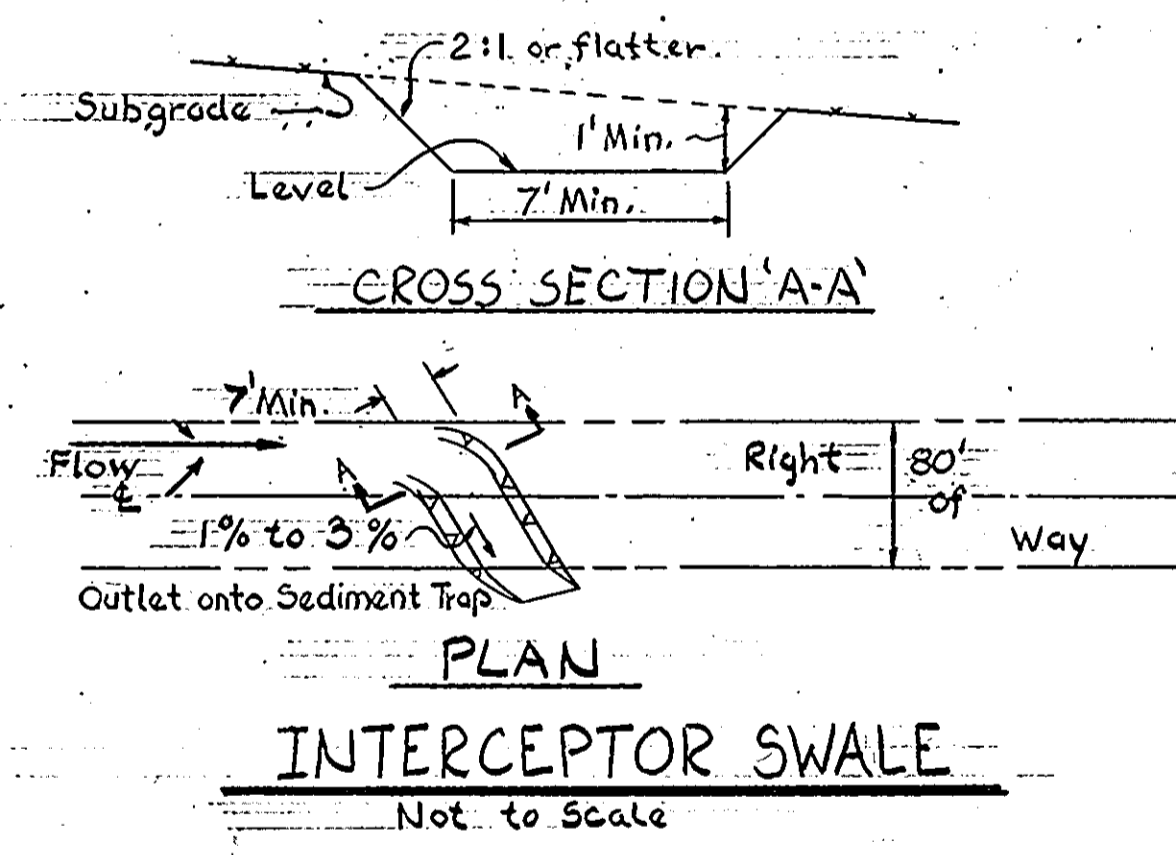 2:1 or flatter.
Subgrade
1' Min.
Level
7' Min.
CROSS SECTION 'A-A'
7' Min.
A
Flow
Right
80'
℄
A
of
1% to 3%
Way
Outlet onto Sediment Trap
PLAN
INTERCEPTOR SWALE
Not to Scale